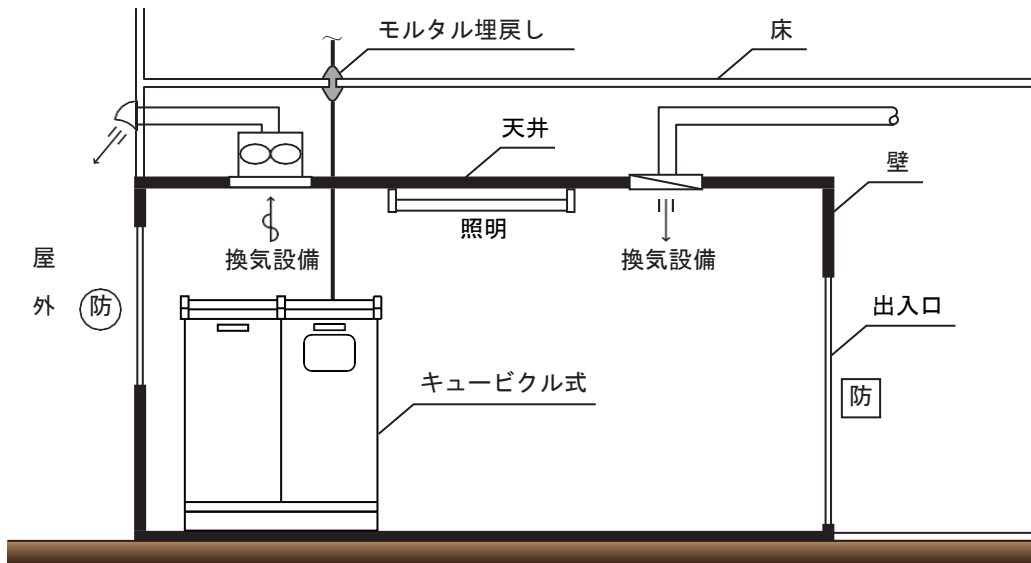 モルタル埋戻し
床
天井
壁
照明
換気設備
換気設備
屋
外
防
出入口
キュービクル式
防